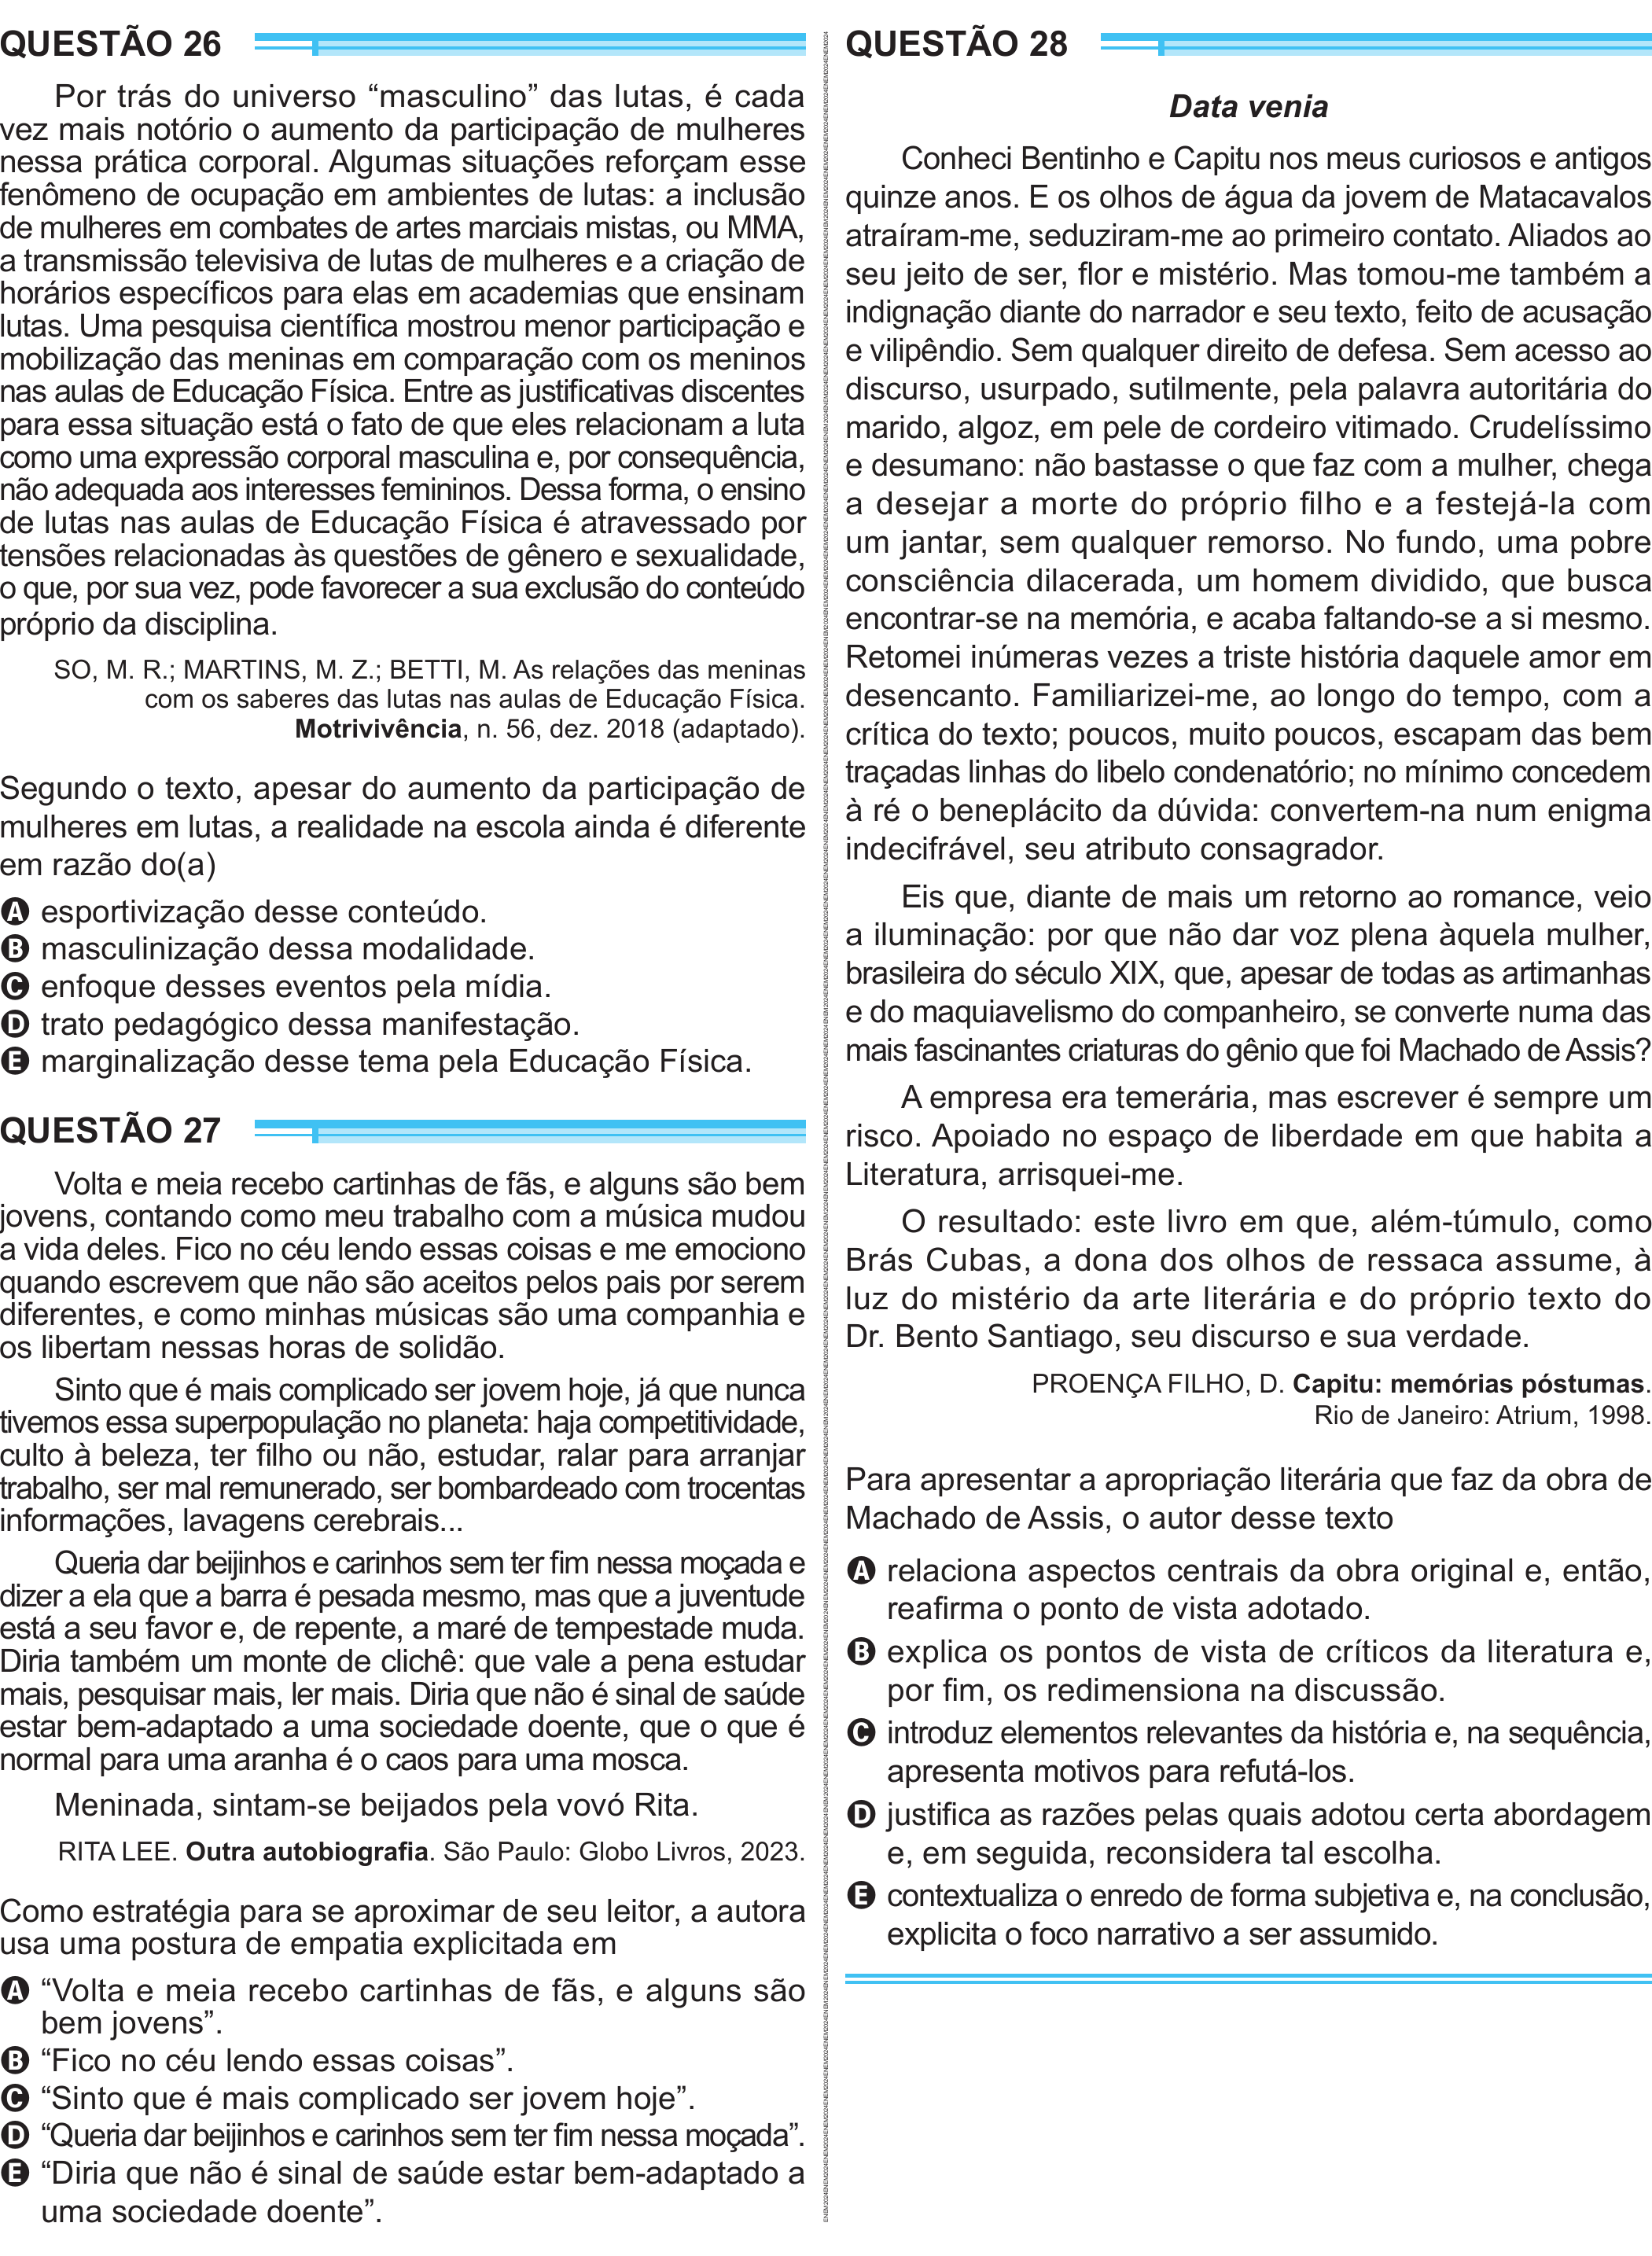 QUESTÃO 26
Por trás do universo “masculino” das lutas, é cada
vez mais notório o aumento da participação de mulheres
nessa prática corporal. Algumas situações reforçam esse
fenômeno de ocupação em ambientes de lutas: a inclusão
de mulheres em combates de artes marciais mistas, ou MMA,
a transmissão televisiva de lutas de mulheres e a criação de
horários específicos para elas em academias que ensinam
lutas. Uma pesquisa científica mostrou menor participação e
mobilização das meninas em comparação com os meninos
nas aulas de Educação Física. Entre as justificativas discentes
para essa situação está o fato de que eles relacionam a luta
como uma expressão corporal masculina e, por consequência,
não adequada aos interesses femininos. Dessa forma, o ensino
de lutas nas aulas de Educação Física é atravessado por
tensões relacionadas às questões de gênero e sexualidade,
o que, por sua vez, pode favorecer a sua exclusão do conteúdo
próprio da disciplina.
SO, M. R.; MARTINS, M. Z.; BETTI, M. As relações das meninas
com os saberes das lutas nas aulas de Educação Física.
Motrivivência, n. 56, dez. 2018 (adaptado).
Segundo o texto, apesar do aumento da participação de
mulheres em lutas, a realidade na escola ainda é diferente
em razão do(a)
A esportivização desse conteúdo.
B masculinização dessa modalidade.
C enfoque desses eventos pela mídia.
D trato pedagógico dessa manifestação.
E marginalização desse tema pela Educação Física.
QUESTÃO 27
Volta e meia recebo cartinhas de fãs, e alguns são bem
jovens, contando como meu trabalho com a música mudou
a vida deles. Fico no céu lendo essas coisas e me emociono
quando escrevem que não são aceitos pelos pais por serem
diferentes, e como minhas músicas são uma companhia e
os libertam nessas horas de solidão.
Sinto que é mais complicado ser jovem hoje, já que nunca
tivemos essa superpopulação no planeta: haja competitividade,
culto à beleza, ter filho ou não, estudar, ralar para arranjar
trabalho, ser mal remunerado, ser bombardeado com trocentas
informações, lavagens cerebrais...
Queria dar beijinhos e carinhos sem ter fim nessa moçada e
dizer a ela que a barra é pesada mesmo, mas que a juventude
está a seu favor e, de repente, a maré de tempestade muda.
Diria também um monte de clichê: que vale a pena estudar
mais, pesquisar mais, ler mais. Diria que não é sinal de saúde
estar bem-adaptado a uma sociedade doente, que o que é
normal para uma aranha é o caos para uma mosca.
Meninada, sintam-se beijados pela vovó Rita.
RITA LEE. Outra autobiografia. São Paulo: Globo Livros, 2023.
Como estratégia para se aproximar de seu leitor, a autora
usa uma postura de empatia explicitada em
A “Volta e meia recebo cartinhas de fãs, e alguns são
bem jovens”.
B “Fico no céu lendo essas coisas”.
C “Sinto que é mais complicado ser jovem hoje”.
D “Queria dar beijinhos e carinhos sem ter fim nessa moçada”.
E “Diria que não é sinal de saúde estar bem-adaptado a
uma sociedade doente”.
QUESTÃO 28
Data venia
Conheci Bentinho e Capitu nos meus curiosos e antigos
quinze anos. E os olhos de água da jovem de Matacavalos
atraíram-me, seduziram-me ao primeiro contato. Aliados ao
seu jeito de ser, flor e mistério. Mas tomou-me também a
indignação diante do narrador e seu texto, feito de acusação
e vilipêndio. Sem qualquer direito de defesa. Sem acesso ao
discurso, usurpado, sutilmente, pela palavra autoritária do
marido, algoz, em pele de cordeiro vitimado. Crudelíssimo
e desumano: não bastasse o que faz com a mulher, chega
a desejar a morte do próprio filho e a festejá-la com
um jantar, sem qualquer remorso. No fundo, uma pobre
consciência dilacerada, um homem dividido, que busca
encontrar-se na memória, e acaba faltando-se a si mesmo.
Retomei inúmeras vezes a triste história daquele amor em
desencanto. Familiarizei-me, ao longo do tempo, com a
crítica do texto; poucos, muito poucos, escapam das bem
traçadas linhas do libelo condenatório; no mínimo concedem
à ré o beneplácito da dúvida: convertem-na num enigma
indecifrável, seu atributo consagrador.
Eis que, diante de mais um retorno ao romance, veio
a iluminação: por que não dar voz plena àquela mulher,
brasileira do século XIX, que, apesar de todas as artimanhas
e do maquiavelismo do companheiro, se converte numa das
mais fascinantes criaturas do gênio que foi Machado de Assis?
A empresa era temerária, mas escrever é sempre um
risco. Apoiado no espaço de liberdade em que habita a
Literatura, arrisquei-me.
O resultado: este livro em que, além-túmulo, como
Brás Cubas, a dona dos olhos de ressaca assume, à
luz do mistério da arte literária e do próprio texto do
Dr. Bento Santiago, seu discurso e sua verdade.
PROENÇA FILHO, D. Capitu: memórias póstumas.
Rio de Janeiro: Atrium, 1998.
Para apresentar a apropriação literária que faz da obra de
Machado de Assis, o autor desse texto
A relaciona aspectos centrais da obra original e, então,
reafirma o ponto de vista adotado.
B explica os pontos de vista de críticos da literatura e,
por fim, os redimensiona na discussão.
C introduz elementos relevantes da história e, na sequência,
apresenta motivos para refutá-los.
D justifica as razões pelas quais adotou certa abordagem
e, em seguida, reconsidera tal escolha.
E contextualiza o enredo de forma subjetiva e, na conclusão,
explicita o foco narrativo a ser assumido.